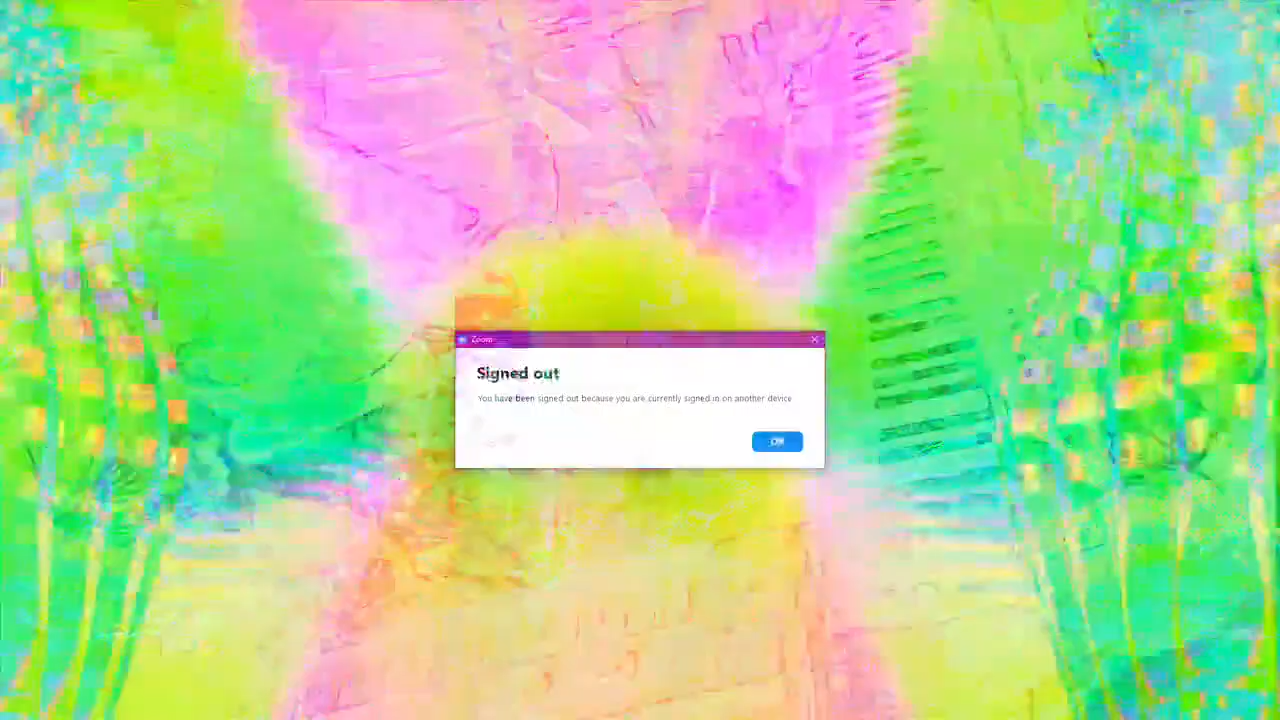 Zoom
Signed out
You have been signed out because you are currently signed in on another device
OK